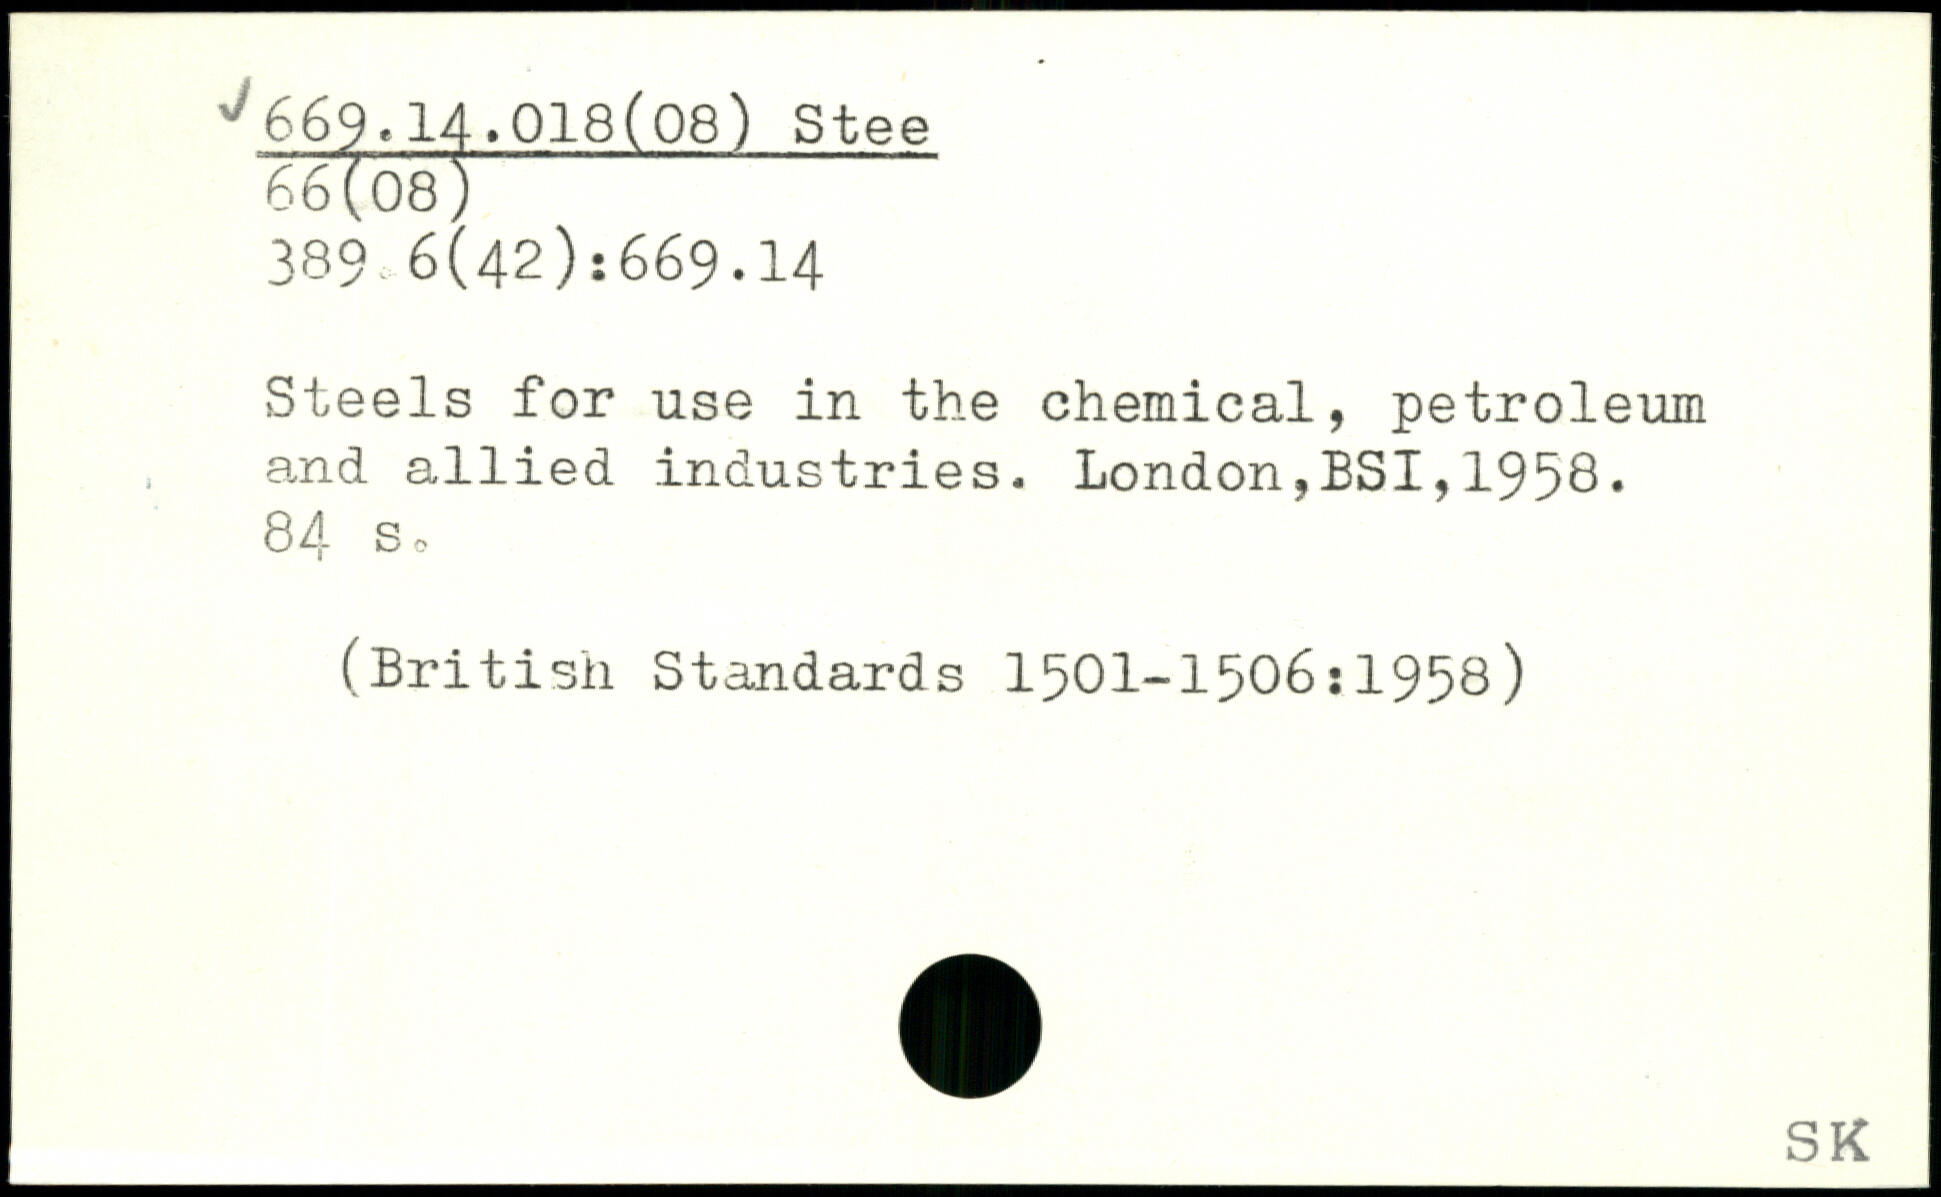 ✓ 669.14.018(08) Stee
66(08)
389.6(42):669.14
Steels for use in the chemical, petroleum
and allied industries. London,BSI,1958.
84 s.
(British Standards 1501-1506:1958)
SK